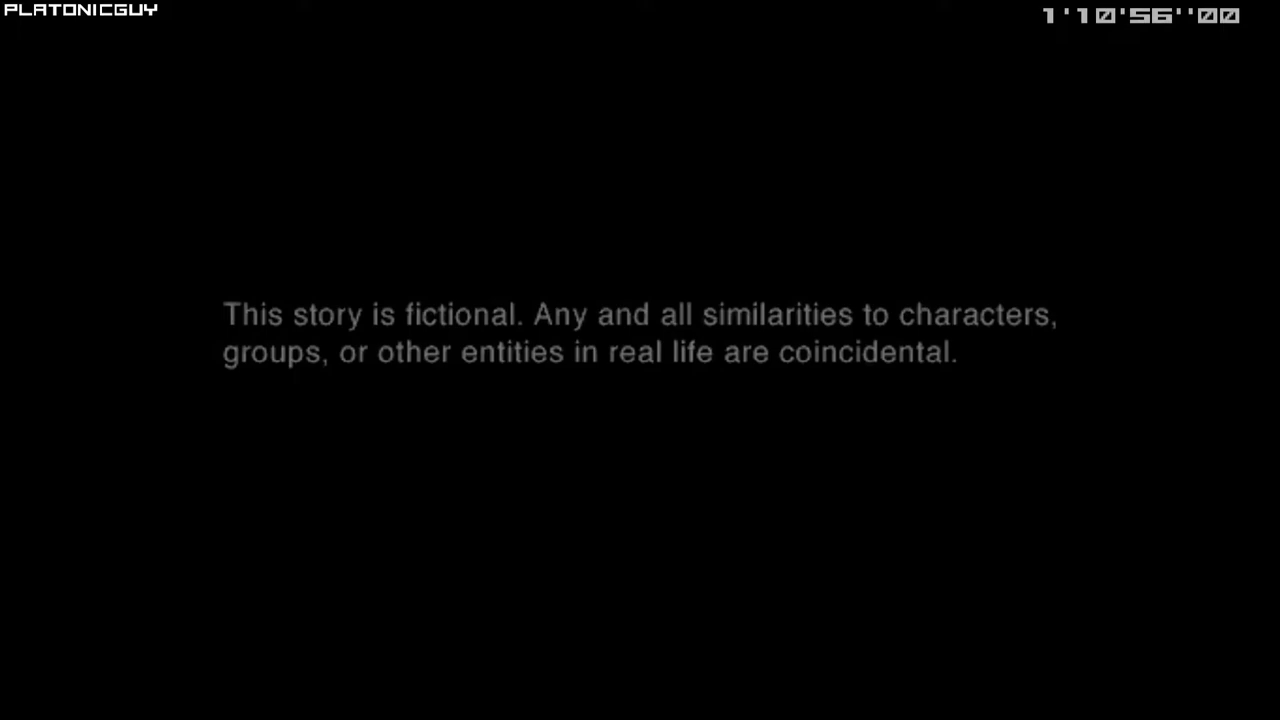 PLATONICGUY
1'10'56''00
This story is fictional. Any and all similarities to characters,
groups, or other entities in real life are coincidental.